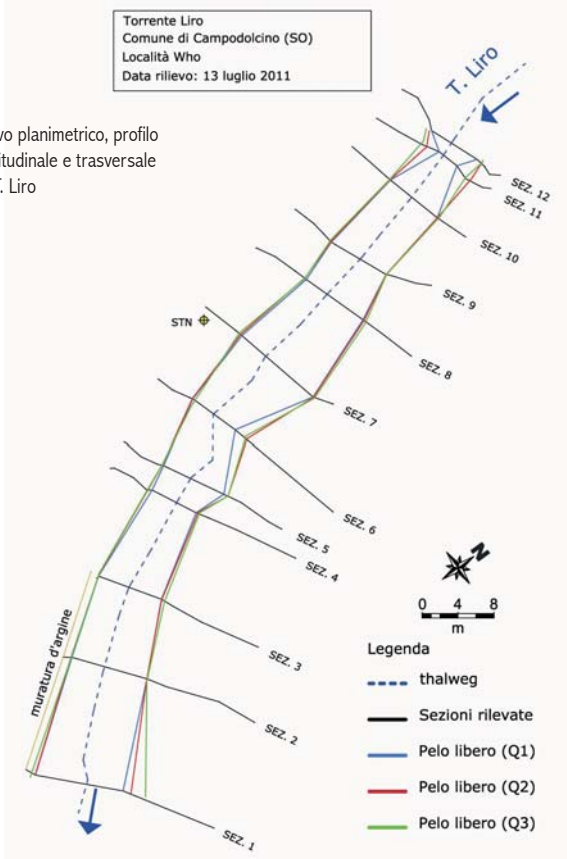 Torrente Liro
Comune di Campodolcino (SO)
Località Who
Data rilievo: 13 luglio 2011
T. Liro
vo planimetrico, profilo
itudinale e trasversale
T. Liro
SEZ. 12
SEZ. 11
SEZ. 10
SEZ. 9
STN
SEZ. 8
SEZ. 7
SEZ. 6
SEZ. 5
SEZ. 4
N
0 4 8
m
muratura d'argine
SEZ. 3
SEZ. 2
SEZ. 1
Legenda
thalweg
Sezioni rilevate
Pelo libero (Q1)
Pelo libero (Q2)
Pelo libero (Q3)